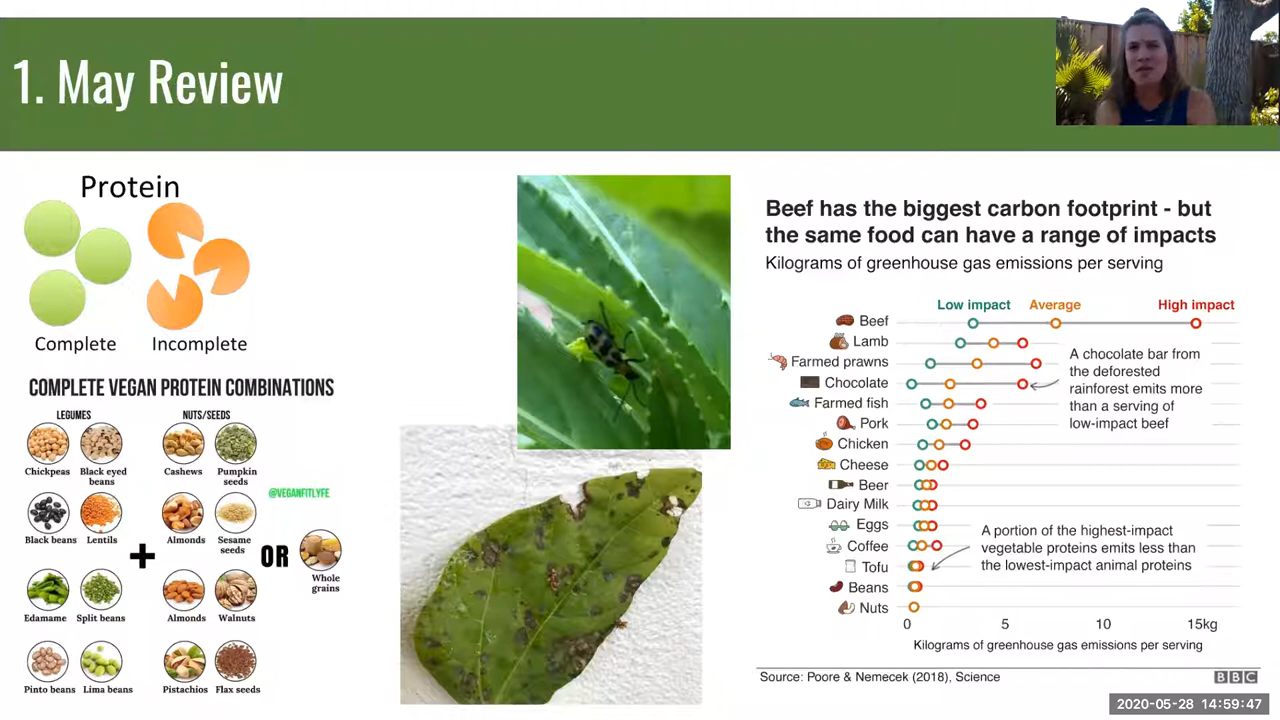 1. May Review
Protein
Complete
Incomplete
COMPLETE VEGAN PROTEIN COMBINATIONS
LEGUMES
NUTS/SEEDS
Chickpeas
Black eyed
beans
Cashews
Pumpkin
seeds
@VEGANFITLYFE
Black beans
Lentils
Almonds
Sesame
seeds
+
OR
Whole
grains
Edamame
Split beans
Almonds
Walnuts
Pinto beans
Lima beans
Pistachios
Flax seeds
Beef has the biggest carbon footprint - but
the same food can have a range of impacts
Kilograms of greenhouse gas emissions per serving
Low impact
Average
High impact
Beef
Lamb
Farmed prawns
Chocolate
Farmed fish
Pork
Chicken
Cheese
Beer
Dairy Milk
Eggs
Coffee
Tofu
Beans
Nuts
A chocolate bar from
the deforested
rainforest emits more
than a serving of
low-impact beef
A portion of the highest-impact
vegetable proteins emits less than
the lowest-impact animal proteins
0 5 10 15kg
Kilograms of greenhouse gas emissions per serving
Source: Poore & Nemecek (2018), Science
BBC
2020-05-28 14:59:47